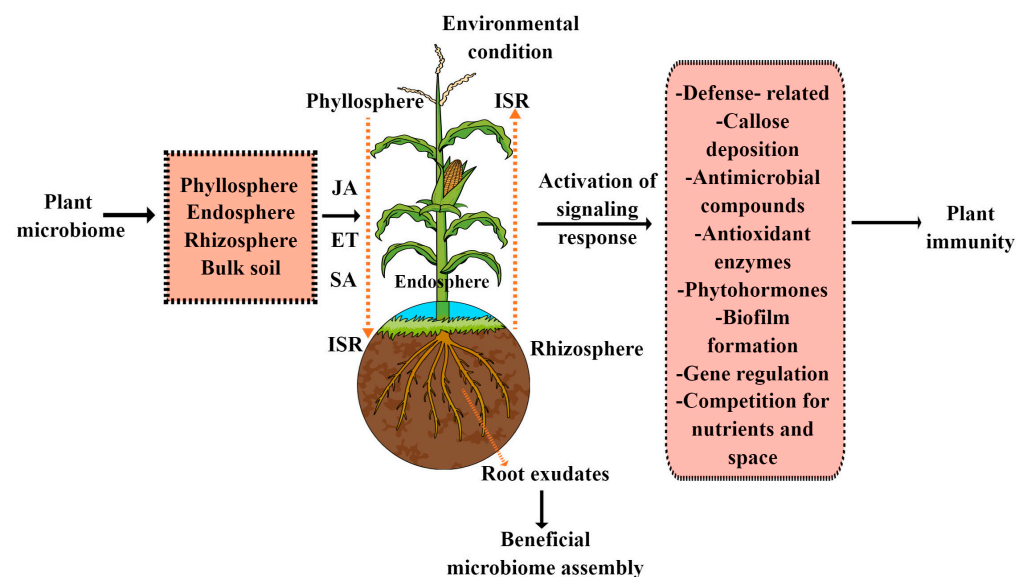 Environmental
condition
Phyllosphere
ISR
Plant
microbiome
Phyllosphere
Endosphere
Rhizosphere
Bulk soil
JA
ET
SA
ISR
Endosphere
Rhizosphere
Root exudates
Beneficial
microbiome assembly
Activation of
signaling
response
-Defense- related
-Callose
deposition
-Antimicrobial
compounds
-Antioxidant
enzymes
-Phytohormones
-Biofilm
formation
-Gene regulation
-Competition for
nutrients and
space
Plant
immunity